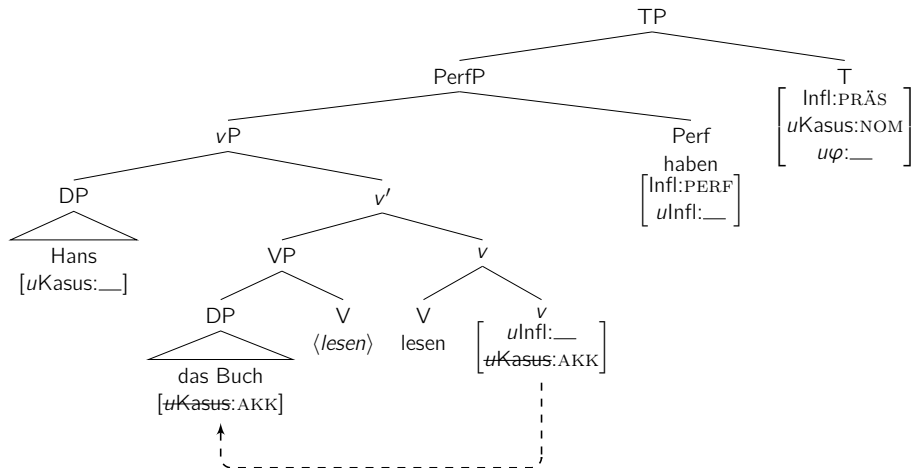 TP
PerfP T
Infl:PRÄS
uKasus:NOM
uφ:__
vP Perf
haben
Infl:PERF
uInfl:__
DP v′
Hans
[uKasus:__]
VP v
DP V V v
⟨lesen⟩ lesen uInfl:__
uKasus:AKK
das Buch
[uKasus:AKK]